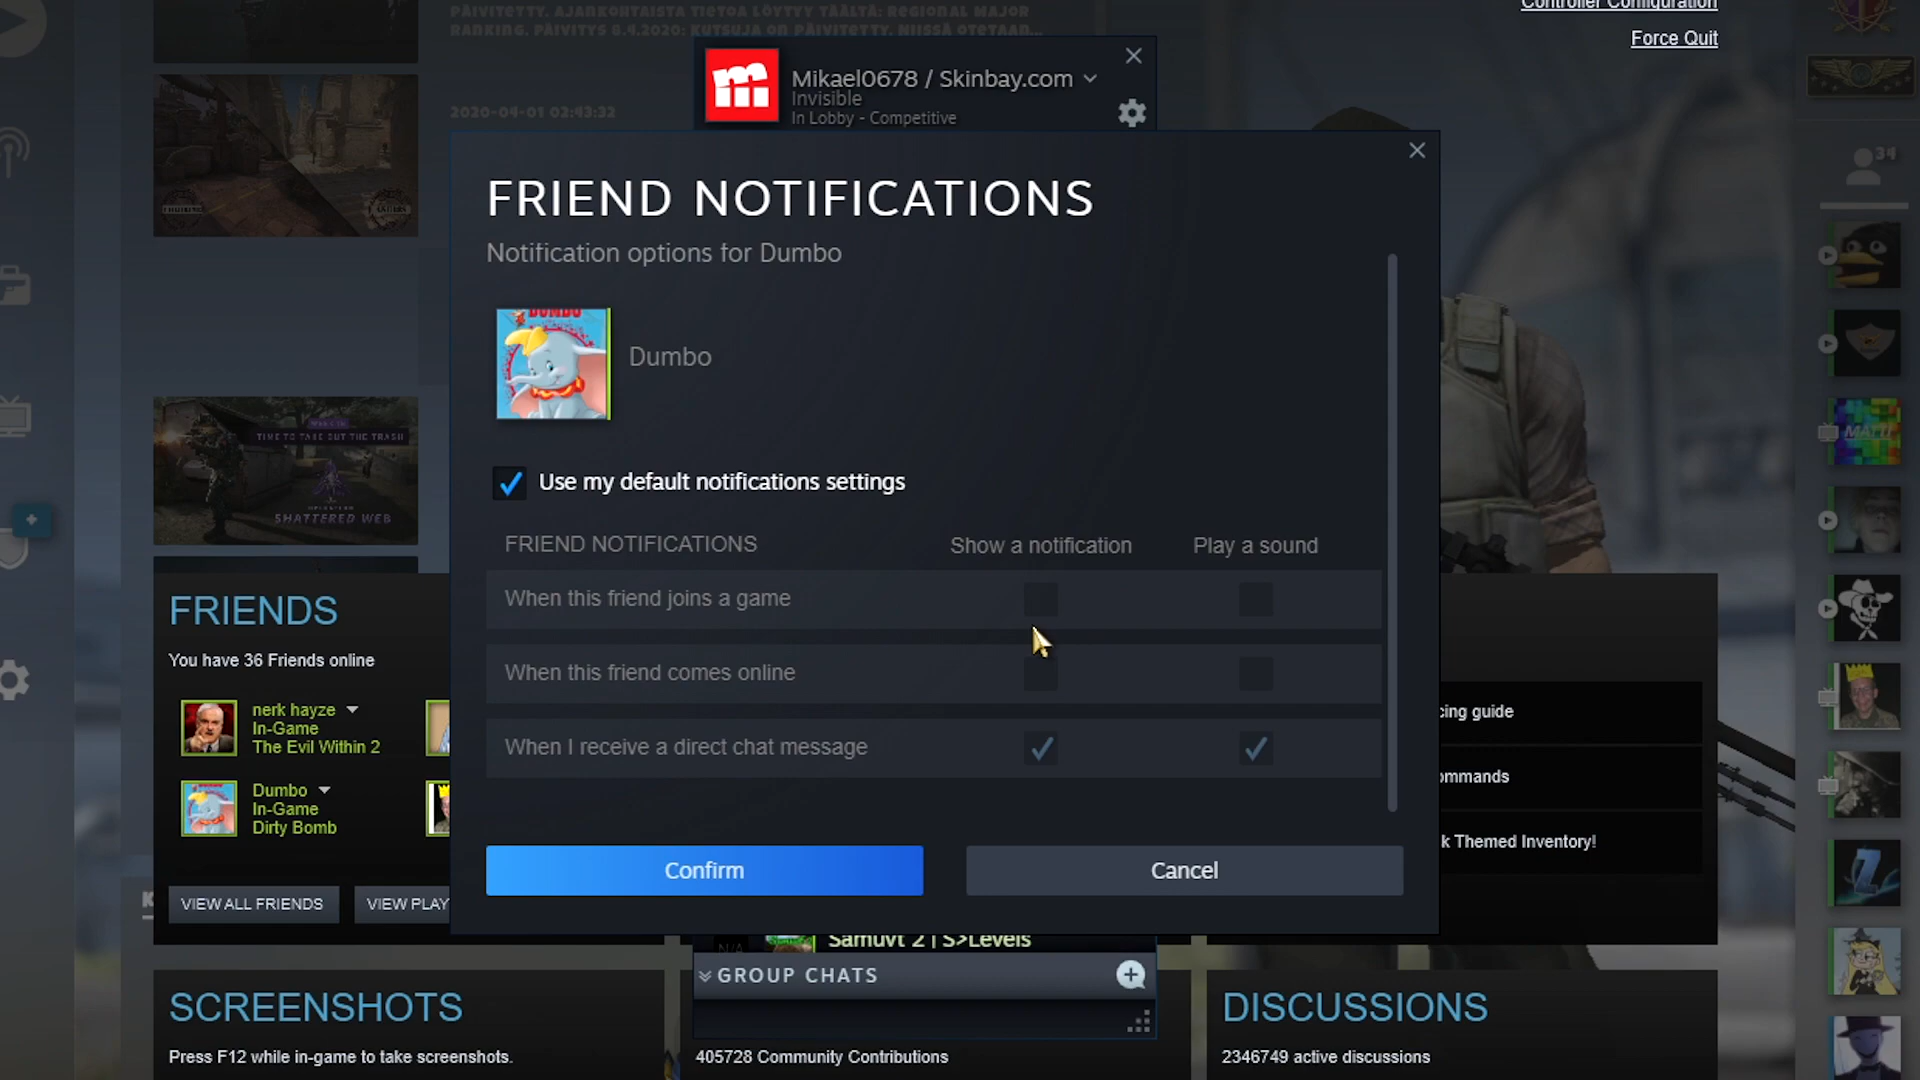 PÄIVITETTY. AJANKOHTAISTA TIETOA LÖYTYY TÄÄLTÄ: REGIONAL MAJOR
RANKING. PÄIVITYS 8.4.2020: KUTSUJA ON PÄIVITETTY. NIISSÄ OTETAAN...
2020-04-01 02:43:32
Controller Configuration
Force Quit
Mikael0678 / Skinbay.com
Invisible
In Lobby - Competitive
34
FRIEND NOTIFICATIONS
Notification options for Dumbo
DUMBO
Dumbo
Use my default notifications settings
FRIEND NOTIFICATIONS Show a notification Play a sound
When this friend joins a game
When this friend comes online
When I receive a direct chat message
Confirm
Cancel
TIME TO TAKE OUT THE TRASH
SHATTERED WEB
MATTI
FRIENDS
You have 36 Friends online
nerk hayze
In-Game
The Evil Within 2
Dumbo
In-Game
Dirty Bomb
VIEW ALL FRIENDS
VIEW PLAY
cing guide
ommands
k Themed Inventory!
N/A
Samuvt 2 | S>Levels
GROUP CHATS
SCREENSHOTS
Press F12 while in-game to take screenshots.
405728 Community Contributions
DISCUSSIONS
2346749 active discussions